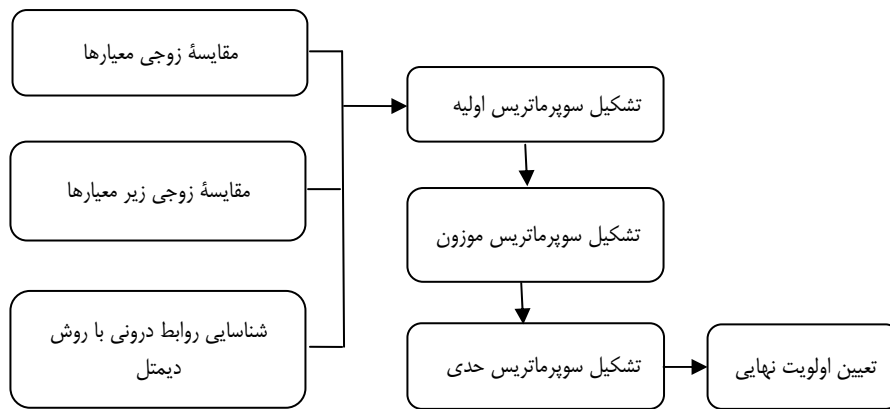 مقایسهٔ زوجی معیارها
مقایسهٔ زوجی زیر معیارها
شناسایی روابط درونی با روش
دیمتل
تشکیل سوپرماتریس اولیه
تشکیل سوپرماتریس موزون
تشکیل سوپرماتریس حدی
تعیین اولویت نهایی